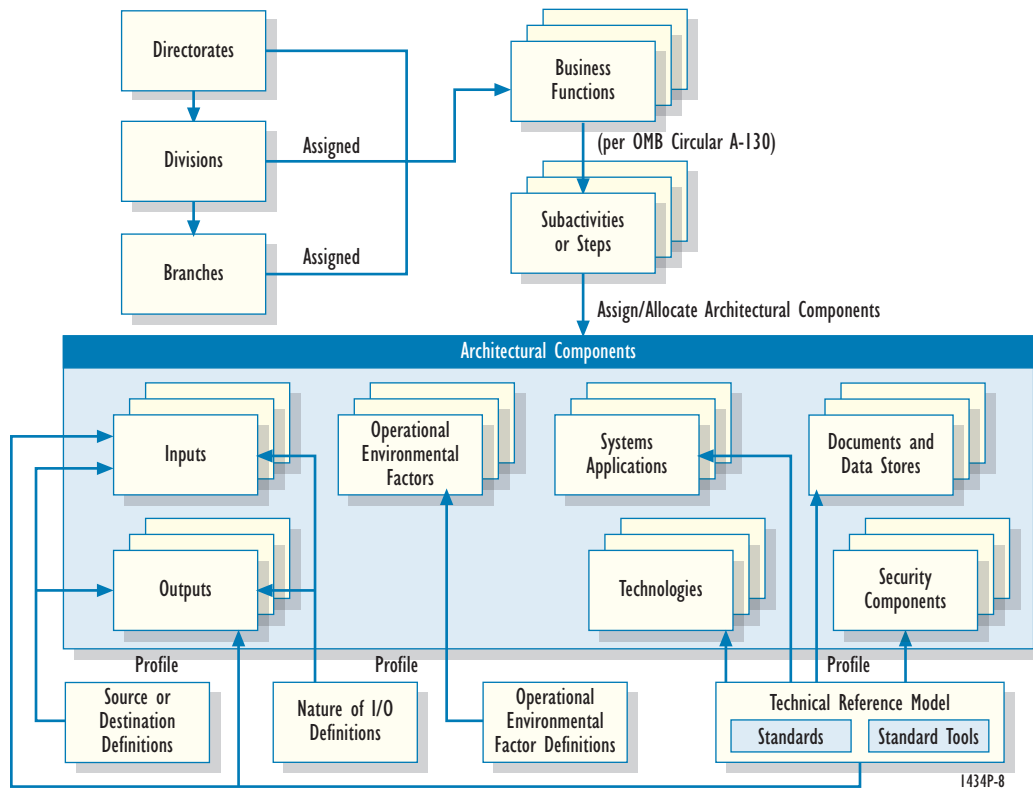 Directorates
Business
Functions
Divisions
Assigned
(per OMB Circular A-130)
Subactivities
or Steps
Branches
Assigned
Assign/Allocate Architectural Components
Architectural Components
Inputs
Operational
Environmental
Factors
Systems
Applications
Documents and
Data Stores
Outputs
Technologies
Security
Components
Profile
Profile
Profile
Source or
Destination
Definitions
Nature of I/O
Definitions
Operational
Environmental
Factor Definitions
Technical Reference Model
Standards
Standard Tools
1434P-8